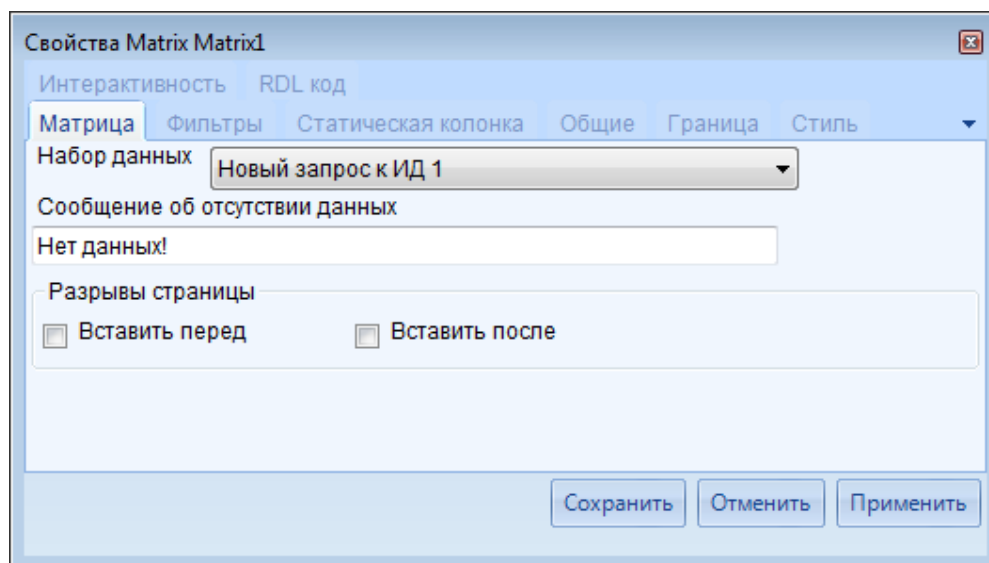 Свойства Matrix Matrix1
Интерактивность RDL код
Матрица Фильтры Статическая колонка Общие Граница Стиль
Набор данных Новый запрос к ИД 1
Сообщение об отсутствии данных
Нет данных!
Разрывы страницы
Вставить перед Вставить после
Сохранить Отменить Применить